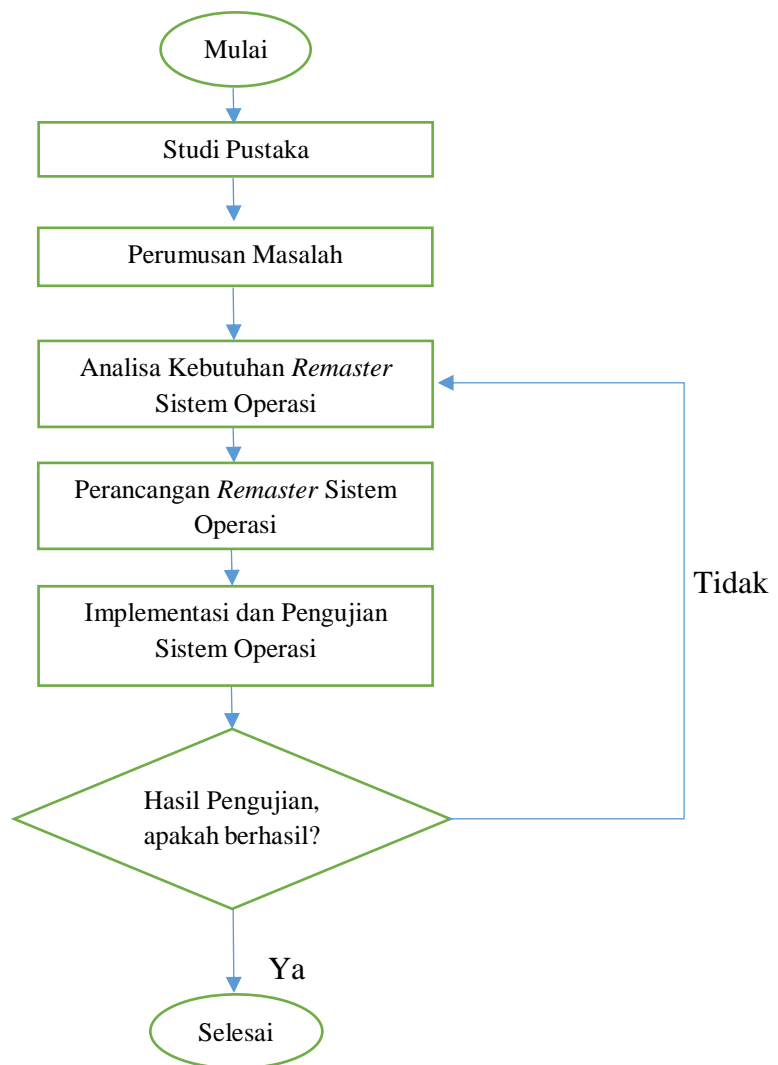 Mulai
Studi Pustaka
Perumusan Masalah
Analisa Kebutuhan Remaster
Sistem Operasi
Perancangan Remaster Sistem
Operasi
Tidak
Implementasi dan Pengujian
Sistem Operasi
Hasil Pengujian,
apakah berhasil?
Ya
Selesai